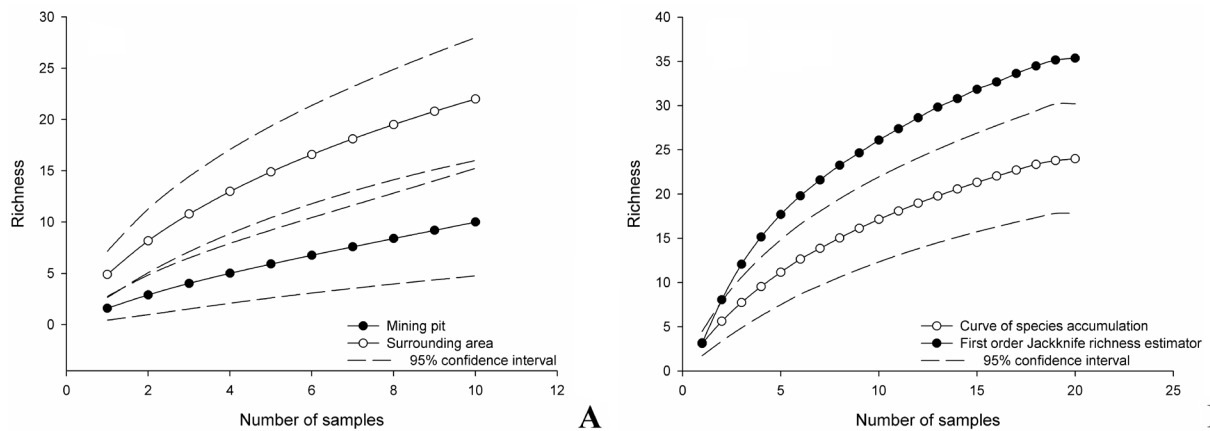 30
25
20
15
10
5
0
Richness
0 2 4 6 8 10 12
Number of samples
Mining pit
Surrounding area
95% confidence interval
A
40
35
30
25
20
15
10
5
0
Richness
0 5 10 15 20 25
Number of samples
Curve of species accumulation
First order Jackknife richness estimator
95% confidence interval